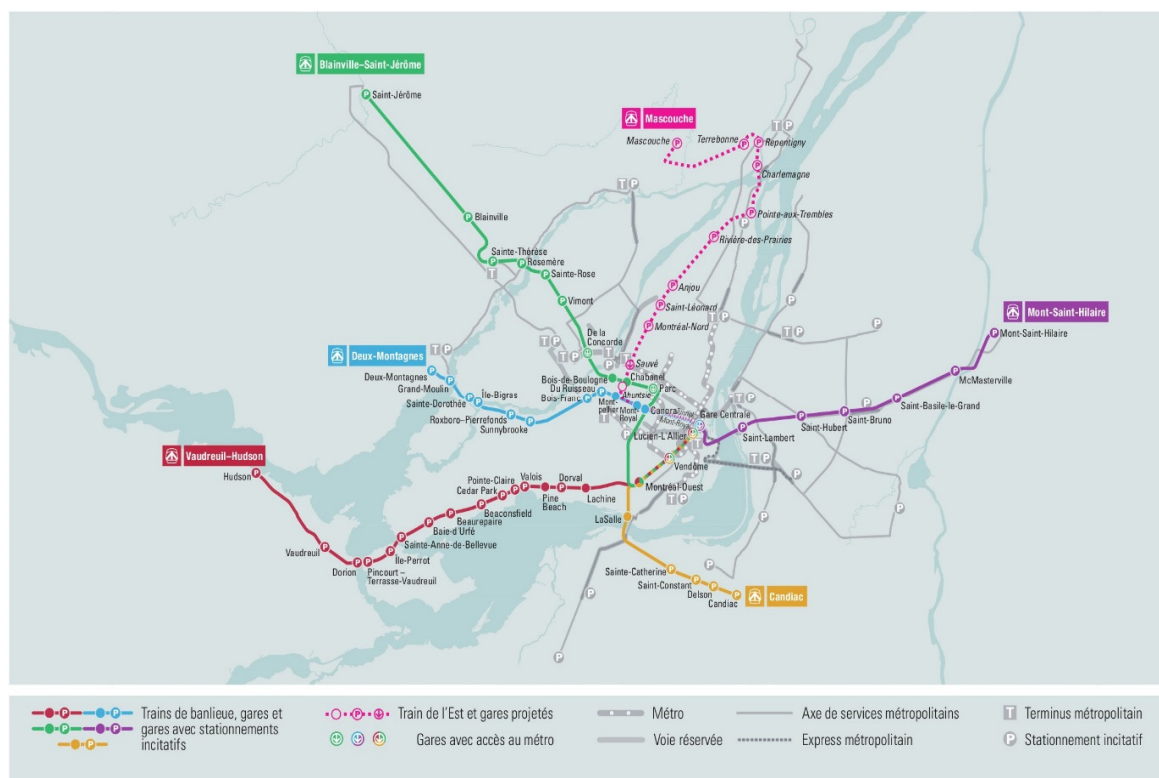 Blainville–Saint-Jérôme
Saint-Jérôme
Mascouche
Mascouche
Terrebonne
Repentigny
Charlemagne
Pointe-aux-Trembles
Rivière-des-Prairies
Blainville
Sainte-Thérèse
Rosemère
Sainte-Rose
Vimont
Anjou
Saint-Léonard
Montréal-Nord
De la
Concorde
Sauvé
Mont-Saint-Hilaire
Mont-Saint-Hilaire
McMasterville
Saint-Basile-le-Grand
Saint-Bruno
Saint-Hubert
Saint-Lambert
Deux-Montagnes
Deux-Montagnes
Grand-Moulin
Sainte-Dorothée
Île-Bigras
Roxboro-Pierrefonds
Sunnybrooke
Bois-de-Boulogne
Du Ruisseau
Bois-Franc
Chabanel
Parc
Ahuntsic
Mont-
pellier
Mont-
Royal
Canora
Gare Centrale
Lucien-L'Allier
Vendôme
Montréal-Ouest
Vaudreuil–Hudson
Hudson
Vaudreuil
Dorion
Pincourt –
Terrasse-Vaudreuil
Île-Perrot
Sainte-Anne-de-Bellevue
Baie-d'Urfé
Beaurepaire
Beaconsfield
Cedar Park
Pointe-Claire
Valois
Pine
Beach
Dorval
Lachine
LaSalle
Sainte-Catherine
Saint-Constant
Delson
Candiac
Candiac
Trains de banlieue, gares et
gares avec stationnements
incitatifs
Train de l'Est et gares projetés
Gares avec accès au métro
Métro
Voie réservée
Axe de services métropolitains
Express métropolitain
T Terminus métropolitain
P Stationnement incitatif